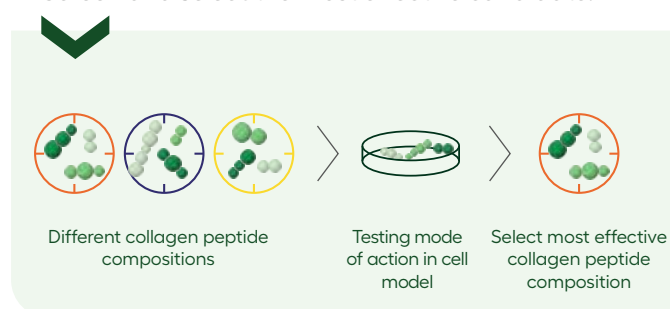 Different collagen peptide
compositions
Testing mode
of action in cell
model
Select most effective
collagen peptide
composition